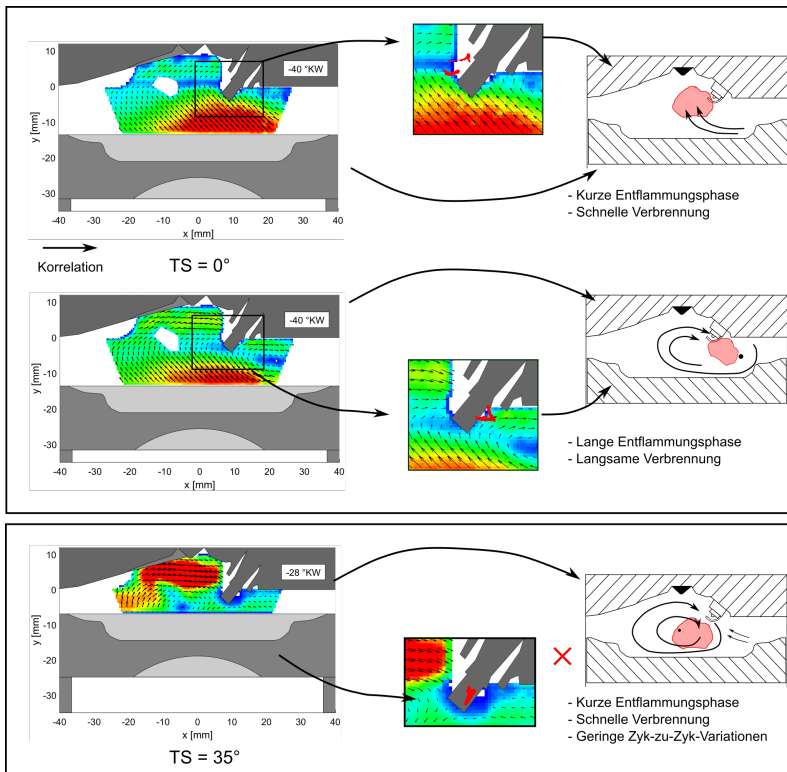 10
0
-10
-20
-30
y [mm]
-40 °KW
-40 -30 -20 -10 0 10 20 30 40
x [mm]
- Kurze Entflammungsphase
- Schnelle Verbrennung
Korrelation
TS = 0°
10
0
-10
-20
-30
y [mm]
-40 °KW
-40 -30 -20 -10 0 10 20 30 40
x [mm]
- Lange Entflammungsphase
- Langsame Verbrennung
10
0
-10
-20
-30
y [mm]
-28 °KW
-40 -30 -20 -10 0 10 20 30 40
x [mm]
TS = 35°
- Kurze Entflammungsphase
- Schnelle Verbrennung
- Geringe Zyk-zu-Zyk-Variationen